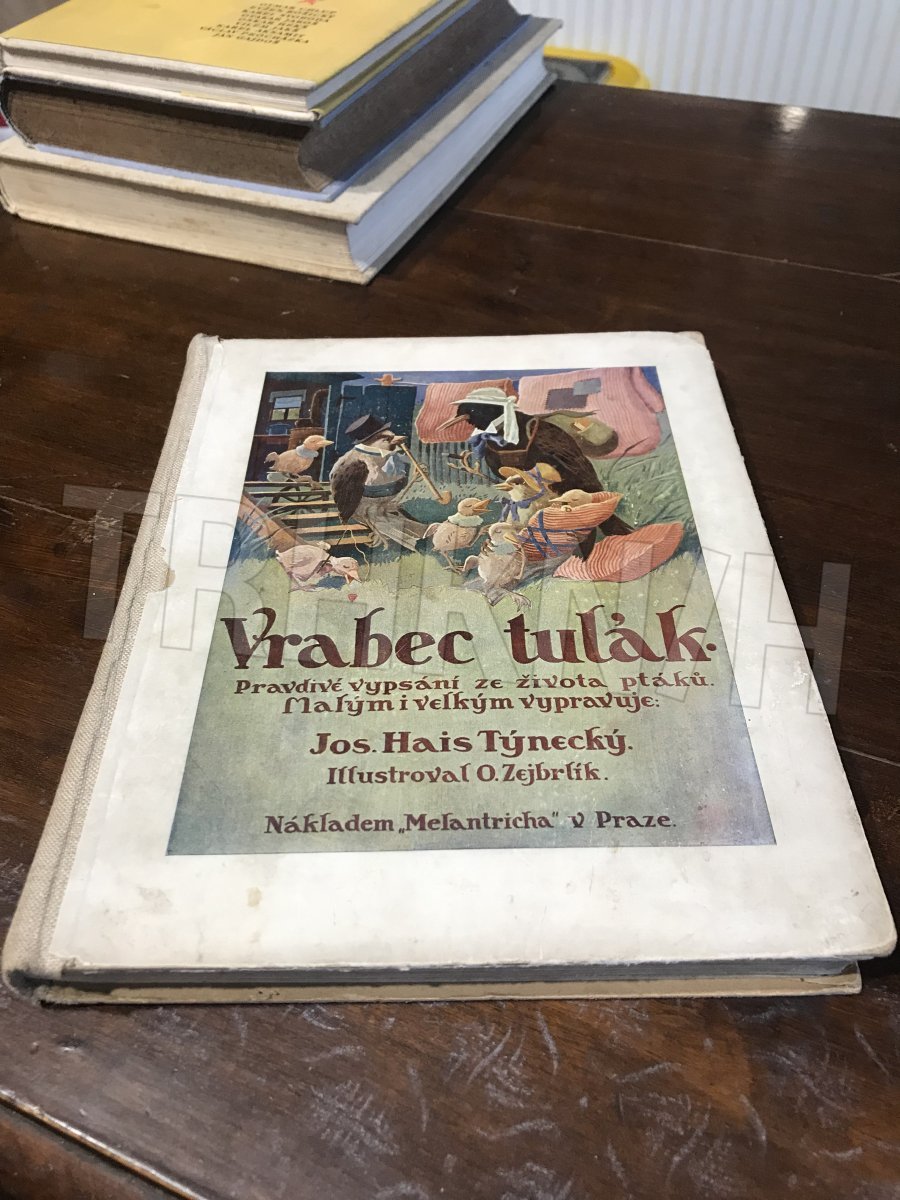 Vrabec tulák.
Pravdivé vypsání ze života ptáků.
Malým i velkým vypravuje:
Jos. Hais Týnecký.
Illustroval O. Zejbrlík.
Nákladem „Melantricha" v Praze.